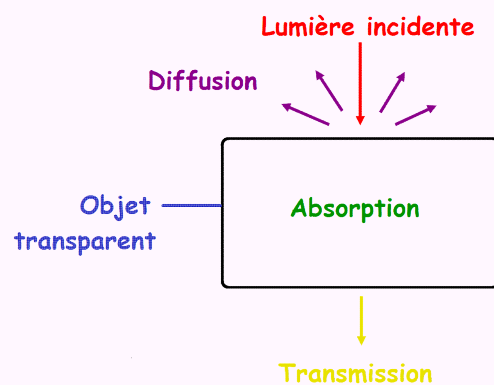 Lumière incidente
Diffusion
Objet
transparent
Absorption
Transmission